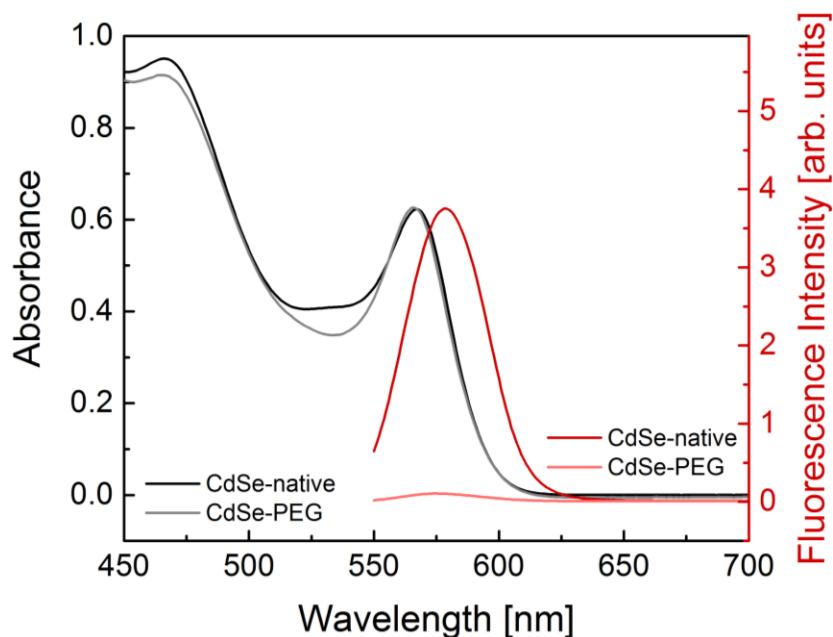 1.0
0.8
0.6
0.4
0.2
0.0
Absorbance
5
4
3
2
1
0
Fluorescence Intensity [arb. units]
CdSe-native
CdSe-PEG
CdSe-native
CdSe-PEG
450 500 550 600 650 700
Wavelength [nm]